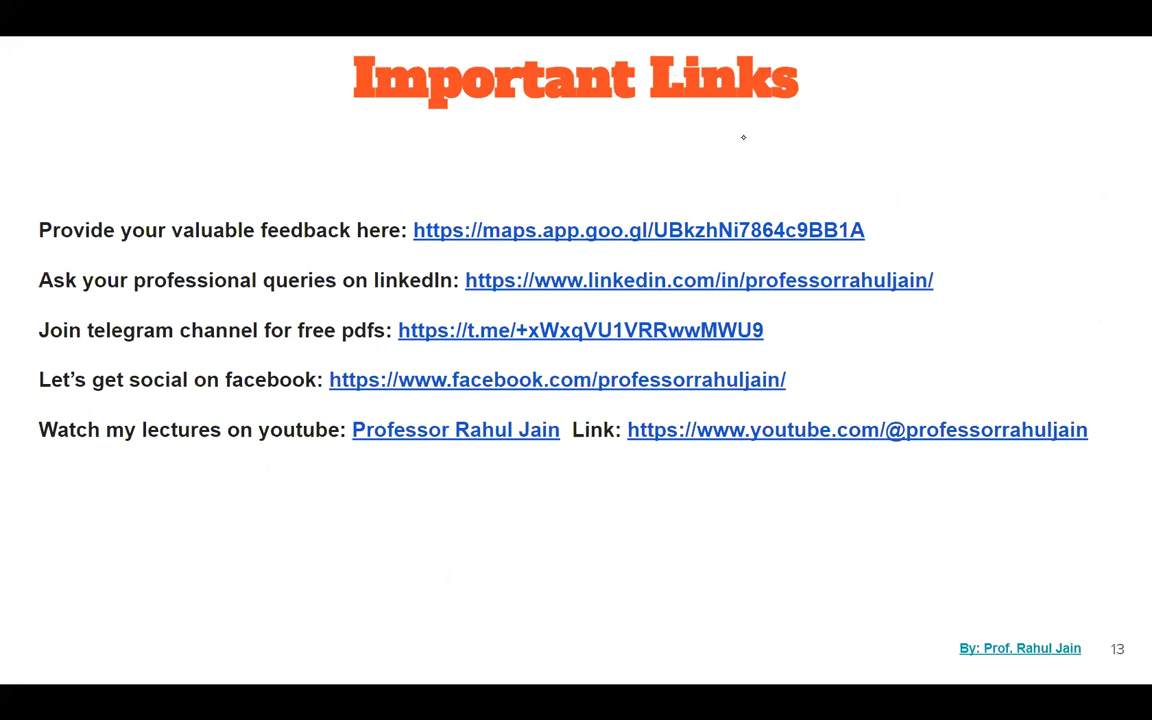 Important Links
Provide your valuable feedback here: https://maps.app.goo.gl/UBkzhNi7864c9BB1A
Ask your professional queries on linkedIn: https://www.linkedin.com/in/professorrahuljain/
Join telegram channel for free pdfs: https://t.me/+xWxqVU1VRRwwMWU9
Let's get social on facebook: https://www.facebook.com/professorrahuljain/
Watch my lectures on youtube: Professor Rahul Jain Link: https://www.youtube.com/@professorrahuljain
By: Prof. Rahul Jain 13